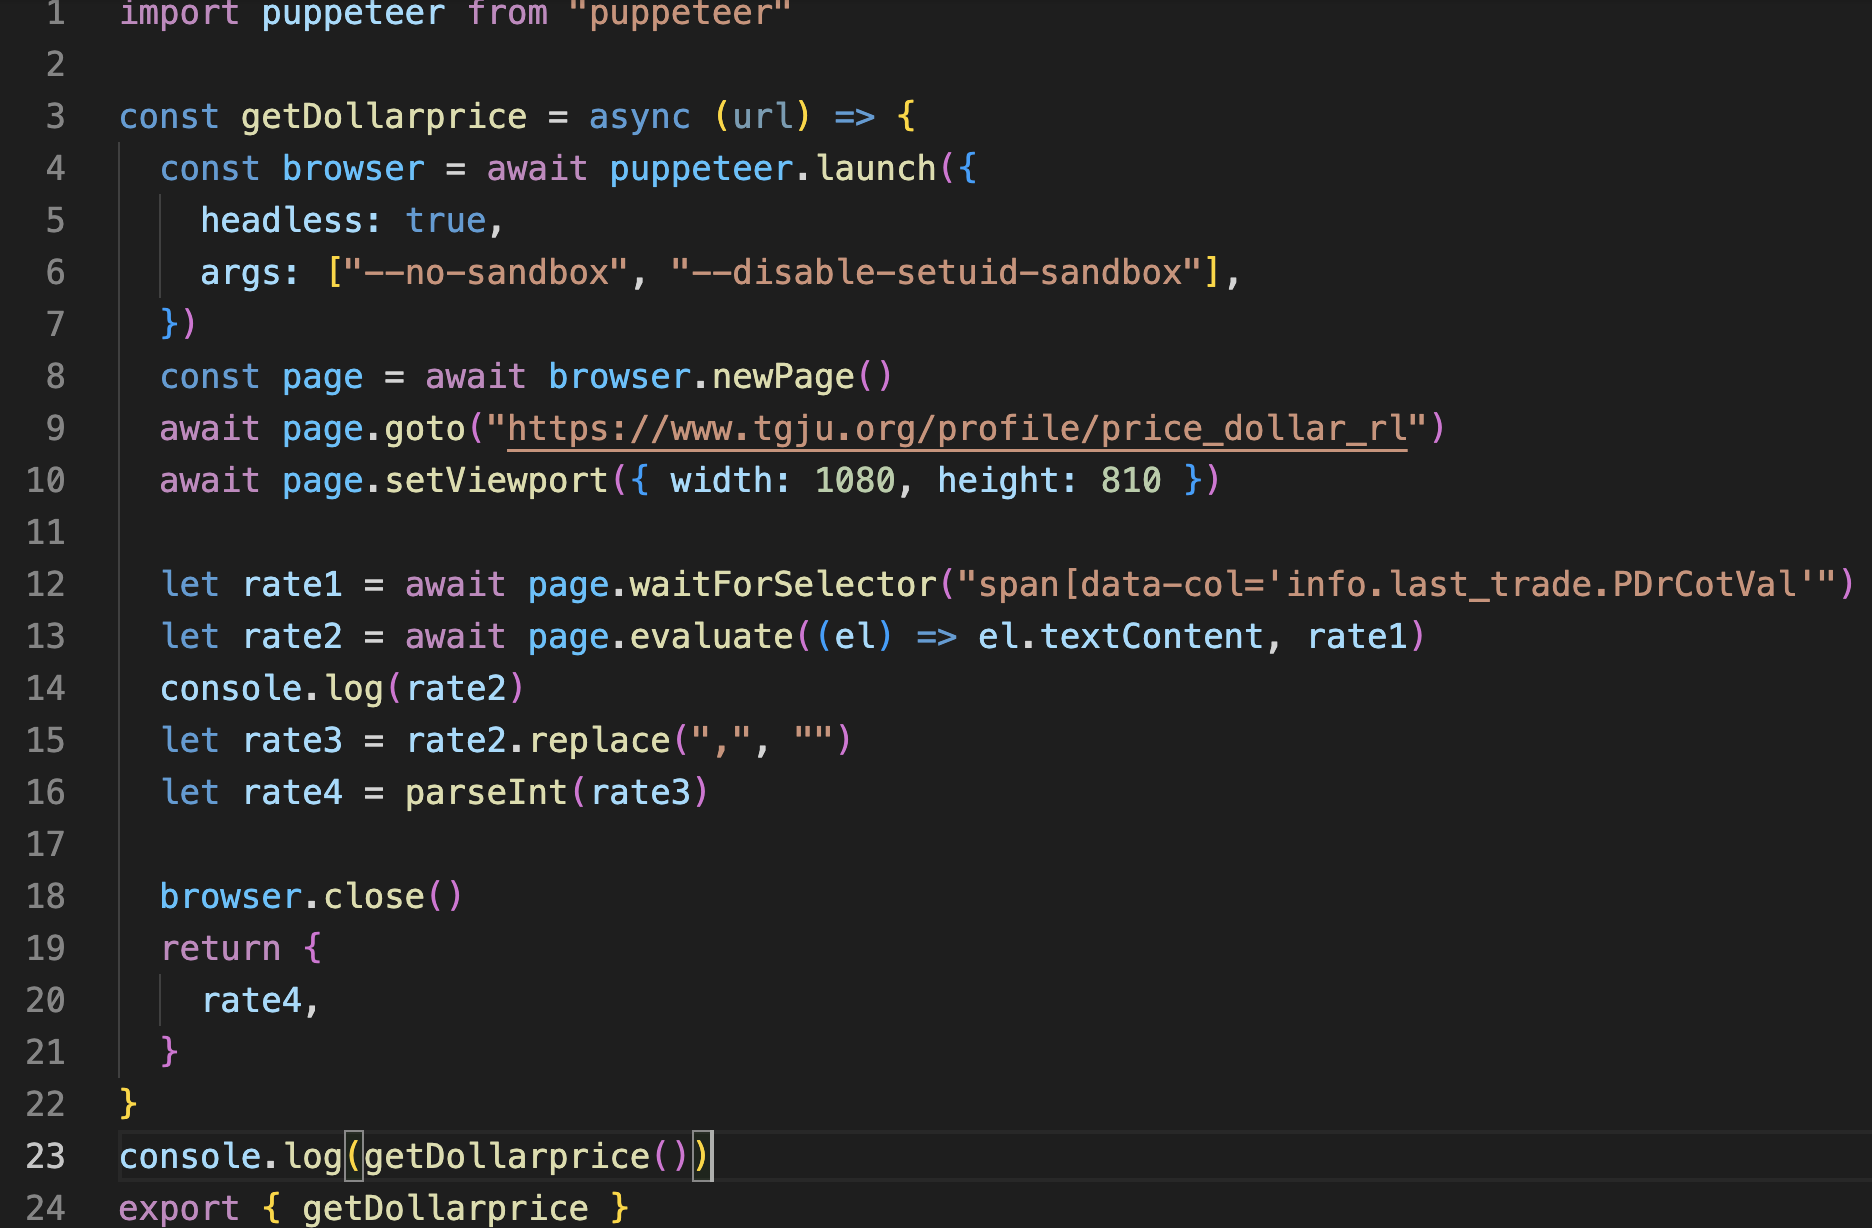 1 import puppeteer from "puppeteer"
2
3 const getDollarprice = async (url) => {
4 const browser = await puppeteer.launch({
5 headless: true,
6 args: ["--no-sandbox", "--disable-setuid-sandbox"],
7 })
8 const page = await browser.newPage()
9 await page.goto("https://www.tgju.org/profile/price_dollar_rl")
10 await page.setViewport({ width: 1080, height: 810 })
11
12 let rate1 = await page.waitForSelector("span[data-col='info.last_trade.PDrCotVal'")
13 let rate2 = await page.evaluate((el) => el.textContent, rate1)
14 console.log(rate2)
15 let rate3 = rate2.replace(",", "")
16 let rate4 = parseInt(rate3)
17
18 browser.close()
19 return {
20 rate4,
21 }
22 }
23 console.log(getDollarprice())
24 export { getDollarprice }